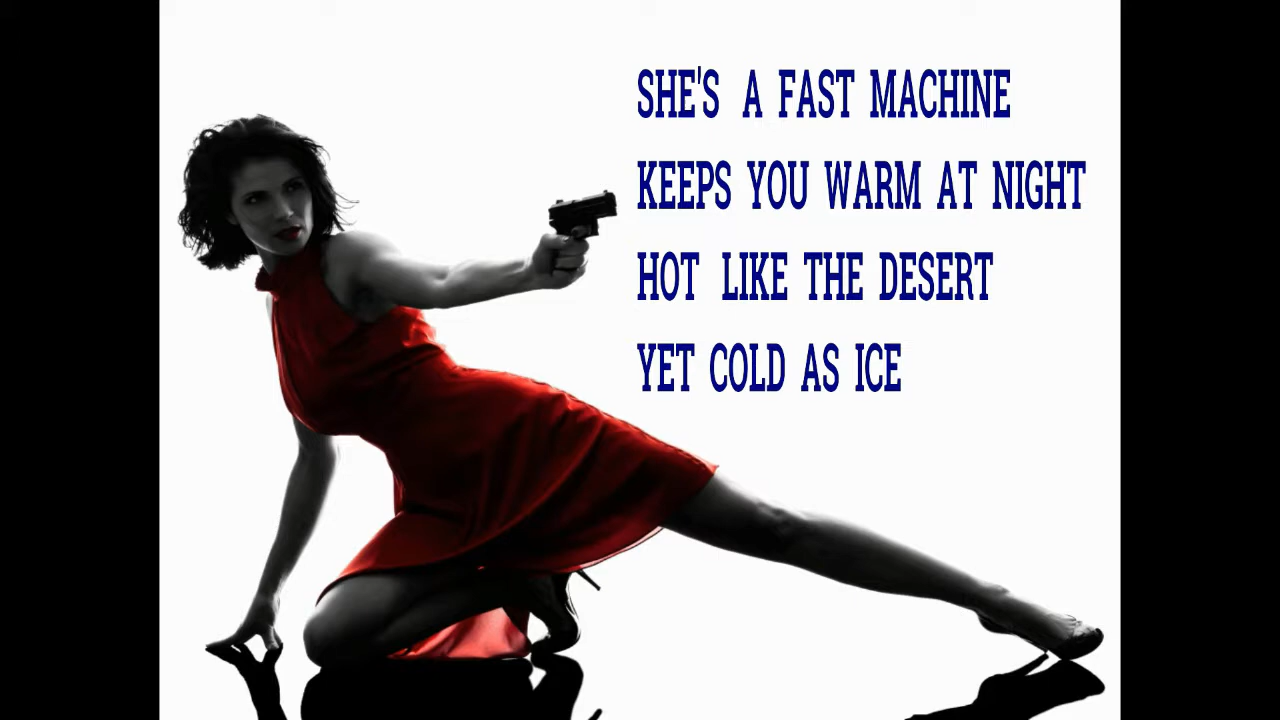 SHE'S A FAST MACHINE
KEEPS YOU WARM AT NIGHT
HOT LIKE THE DESERT
YET COLD AS ICE